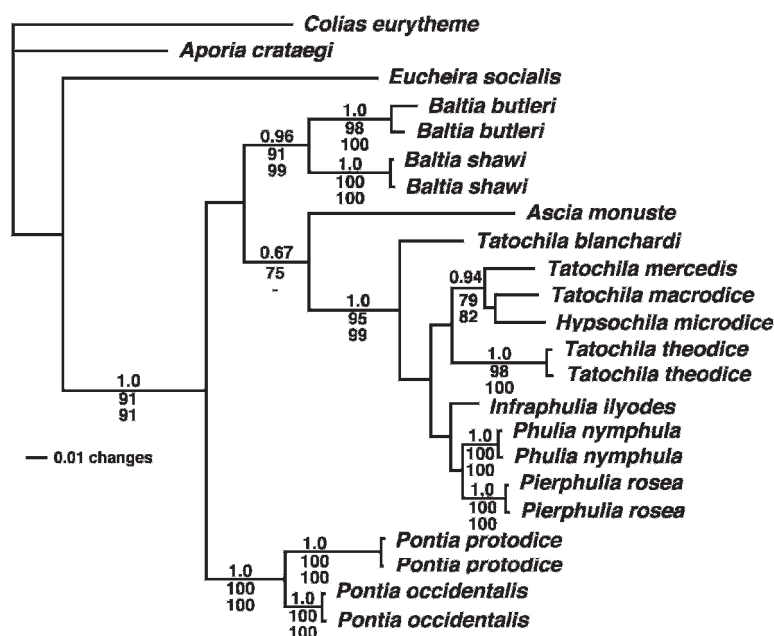 Colias eurytheme
Aporia crataegi
Eucheira socialis
1.0
98
100
Baltia butleri
Baltia butleri
0.96
91
99
1.0
100
100
Baltia shawi
Baltia shawi
Ascia monuste
0.67
75
-
Tatochila blanchardi
1.0
95
99
0.94
79
82
Tatochila mercedis
Tatochila macrodice
Hypsochila microdice
1.0
98
100
Tatochila theodice
Tatochila theodice
1.0
91
91
Infraphulia ilyodes
1.0
100
100
Phulia nymphula
Phulia nymphula
0.01 changes
1.0
100
100
Pierphulia rosea
Pierphulia rosea
1.0
100
100
Pontia protodice
Pontia protodice
1.0
100
100
1.0
100
100
Pontia occidentalis
Pontia occidentalis